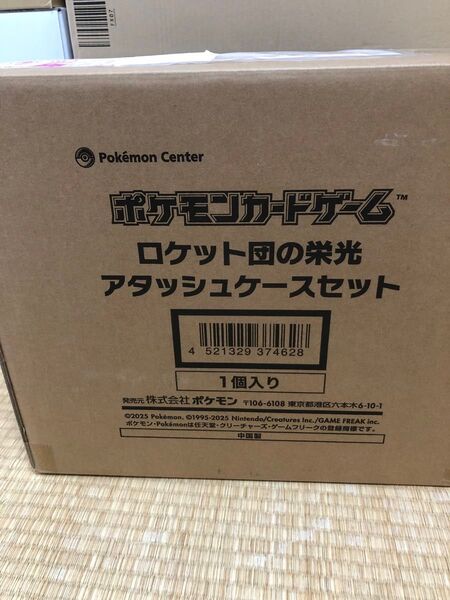 Pokémon Center
ポケモンカードゲーム™
ロケット団の栄光
アタッシュケースセット
4 521329 374628
1個入り
発売元 株式会社ポケモン 〒106-6108 東京都港区六本木6-10-1
©2025 Pokémon. ©1995-2025 Nintendo/Creatures Inc./GAME FREAK inc.
ポケモン・Pokémonは任天堂・クリーチャーズ・ゲームフリークの登録商標です。
中国製